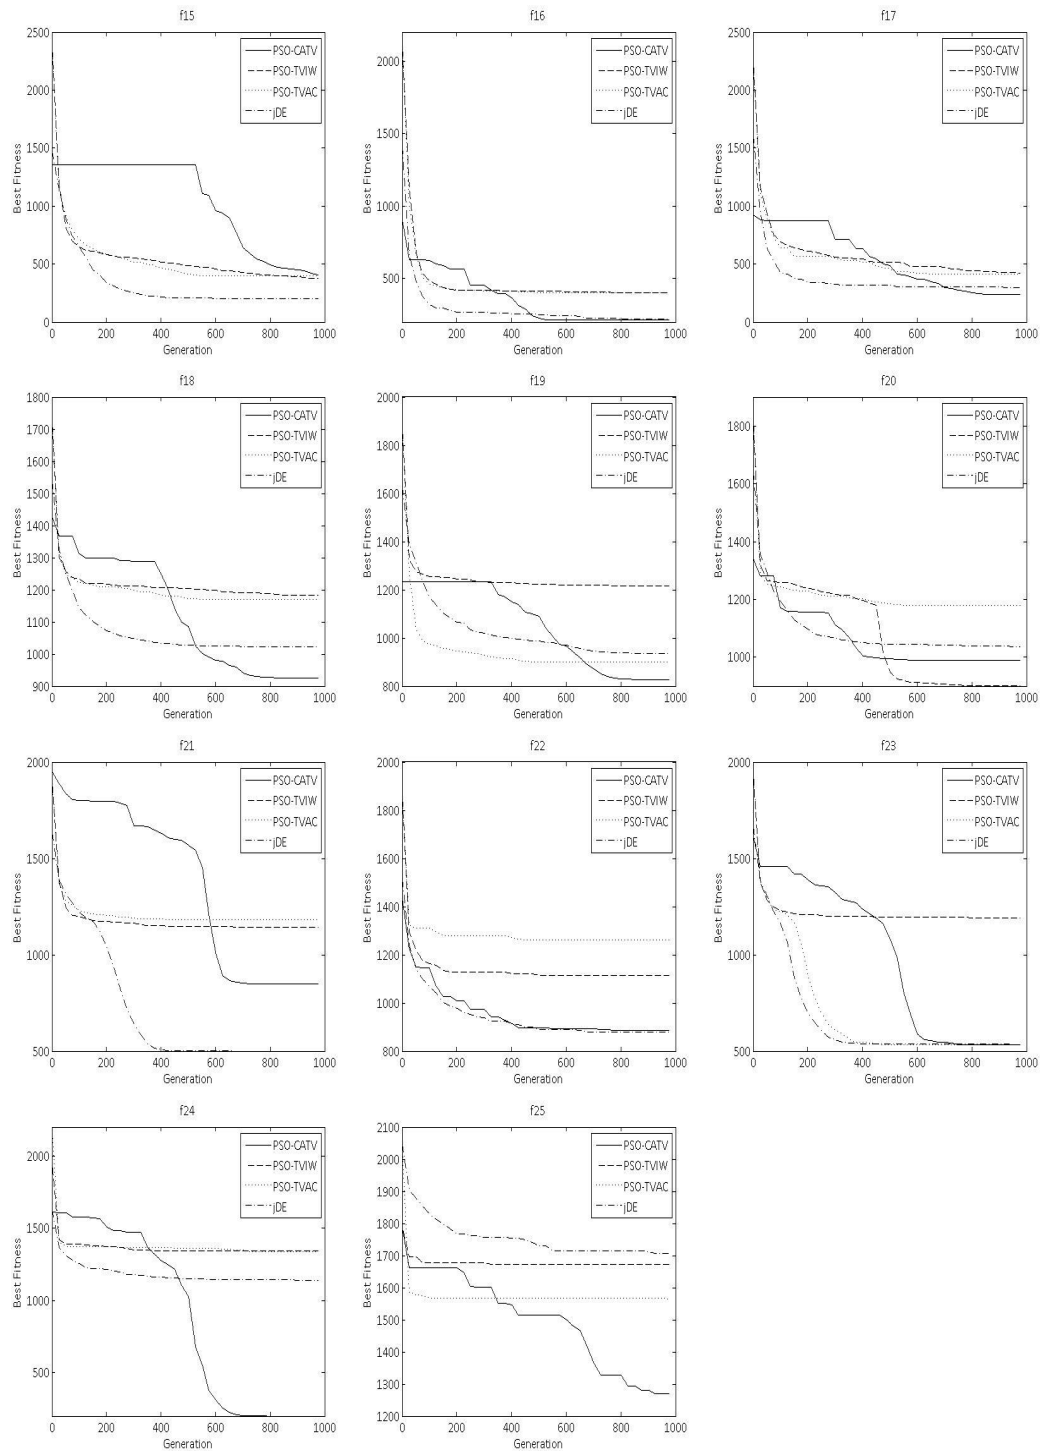 f15
2500
2000
1500
1000
500
0
Best Fitness
PSO-CATV
PSO-TVIW
PSO-TVAC
jDE
0 200 400 600 800 1000
Generation
f16
2000
1500
1000
500
Best Fitness
PSO-CATV
PSO-TVIW
PSO-TVAC
jDE
0 200 400 600 800 1000
Generation
f17
2500
2000
1500
1000
500
0
Best Fitness
PSO-CATV
PSO-TVIW
PSO-TVAC
jDE
0 200 400 600 800 1000
Generation
f18
1800
1700
1600
1500
1400
1300
1200
1100
1000
900
Best Fitness
PSO-CATV
PSO-TVIW
PSO-TVAC
jDE
0 200 400 600 800 1000
Generation
f19
2000
1800
1600
1400
1200
1000
800
Best Fitness
PSO-CATV
PSO-TVIW
PSO-TVAC
jDE
0 200 400 600 800 1000
Generation
f20
1800
1600
1400
1200
1000
Best Fitness
PSO-CATV
PSO-TVIW
PSO-TVAC
jDE
0 200 400 600 800 1000
Generation
f21
2000
1500
1000
500
Best Fitness
PSO-CATV
PSO-TVIW
PSO-TVAC
jDE
0 200 400 600 800 1000
Generation
f22
2000
1800
1600
1400
1200
1000
800
Best Fitness
PSO-CATV
PSO-TVIW
PSO-TVAC
jDE
0 200 400 600 800 1000
Generation
f23
2000
1500
1000
500
Best Fitness
PSO-CATV
PSO-TVIW
PSO-TVAC
jDE
0 200 400 600 800 1000
Generation
f24
2000
1500
1000
500
Best Fitness
PSO-CATV
PSO-TVIW
PSO-TVAC
jDE
0 200 400 600 800 1000
Generation
f25
2100
2000
1900
1800
1700
1600
1500
1400
1300
1200
Best Fitness
PSO-CATV
PSO-TVIW
PSO-TVAC
jDE
0 200 400 600 800 1000
Generation